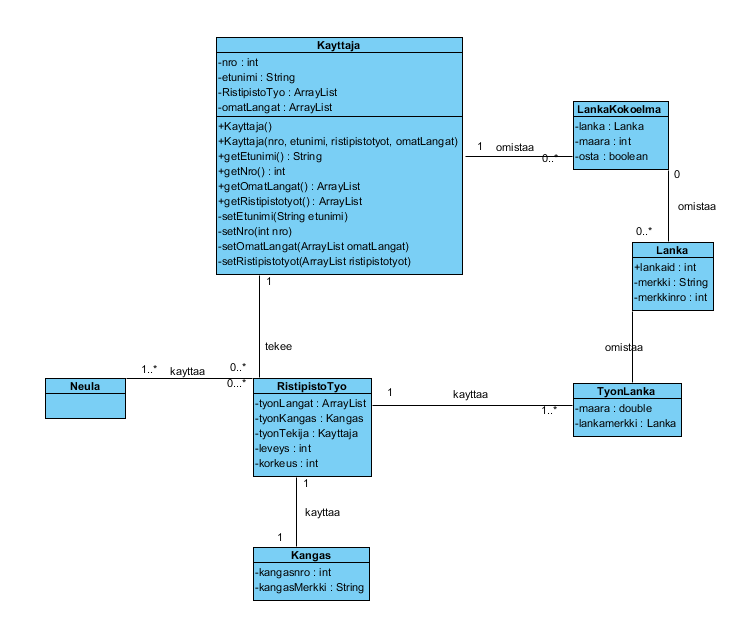 Kayttaja
-nro : int
-etunimi : String
-RistipistoTyo : ArrayList
-omatLangat : ArrayList
+Kayttaja()
+Kayttaja(nro, etunimi, ristipistotyot, omatLangat)
+getEtunimi() : String
+getNro() : int
+getOmatLangat() : ArrayList
+getRistipistotyot() : ArrayList
-setEtunimi(String etunimi)
-setNro(int nro)
-setOmatLangat(ArrayList omatLangat)
-setRistipistotyot(ArrayList ristipistotyot)
1
omistaa
0..*
LankaKokoelma
-lanka : Lanka
-maara : int
-osta : boolean
0
omistaa
0..*
Lanka
+lankaid : int
-merkki : String
-merkkinro : int
omistaa
1
tekee
0..*
1..*
kayttaa
0...*
Neula
RistipistoTyo
-tyonLangat : ArrayList
-tyonKangas : Kangas
-tyonTekija : Kayttaja
-leveys : int
-korkeus : int
1
kayttaa
1..*
TyonLanka
-maara : double
-lankamerkki : Lanka
1
kayttaa
1
Kangas
-kangasnro : int
-kangasMerkki : String